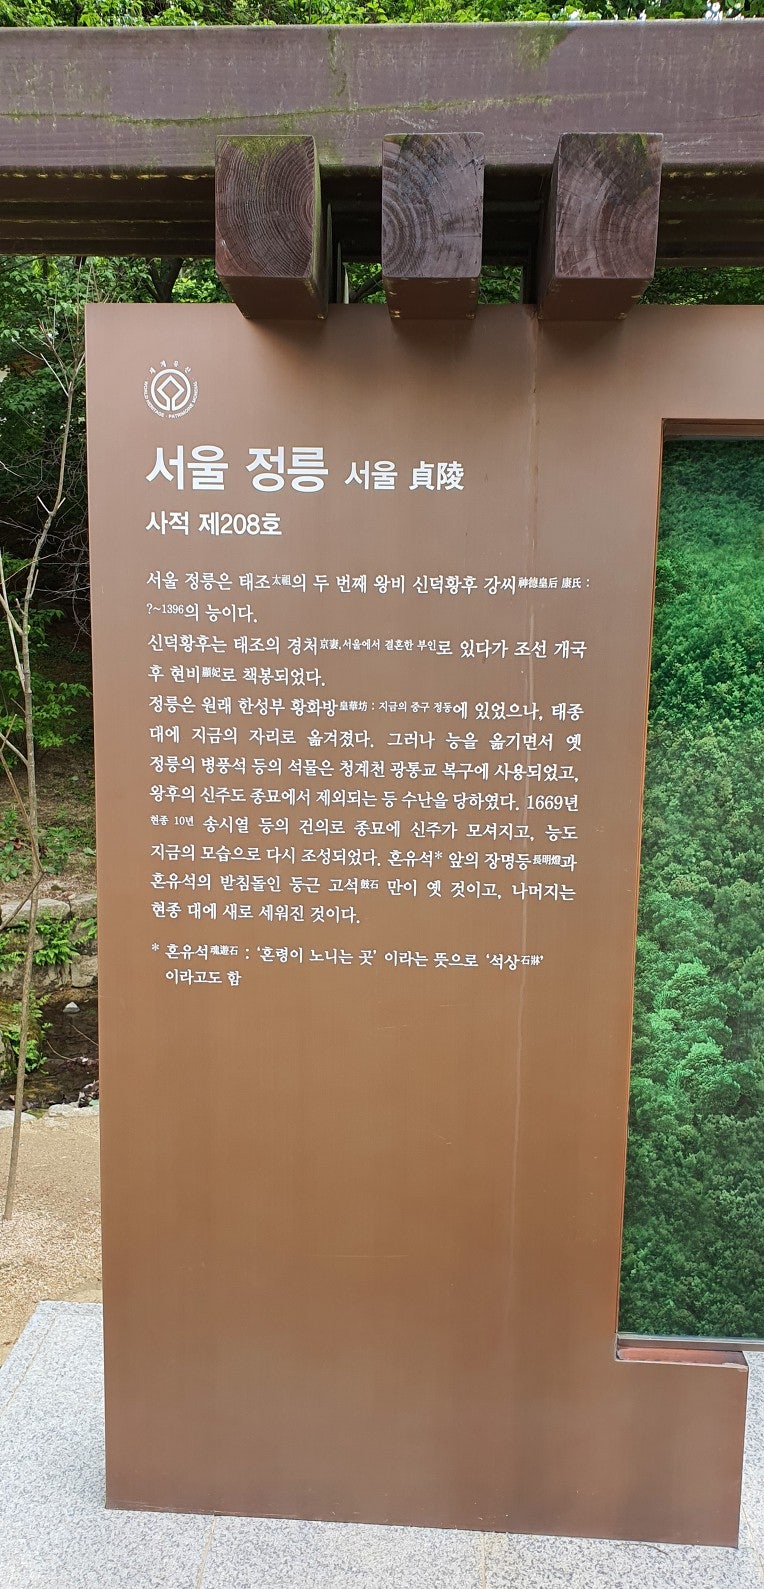 세계유산
WORLD HERITAGE · PATRIMOINE MONDIAL
서울 정릉 서울 貞陵
사적 제208호
서울 정릉은 태조太祖의 두 번째 왕비 신덕황후 강씨神德皇后 康氏 :
?~1396의 능이다.
신덕황후는 태조의 경처京妻, 서울에서 결혼한 부인로 있다가 조선 개국
후 현비顯妃로 책봉되었다.
정릉은 원래 한성부 황화방皇華坊 : 지금의 중구 정동에 있었으나, 태종
대에 지금의 자리로 옮겨졌다. 그러나 능을 옮기면서 옛
정릉의 병풍석 등의 석물은 청계천 광통교 복구에 사용되었고,
왕후의 신주도 종묘에서 제외되는 등 수난을 당하였다. 1669년
현종 10년 송시열 등의 건의로 종묘에 신주가 모셔지고, 능도
지금의 모습으로 다시 조성되었다. 혼유석* 앞의 장명등長明燈과
혼유석의 받침돌인 둥근 고석鼓石 만이 옛 것이고, 나머지는
현종 대에 새로 세워진 것이다.
* 혼유석魂遊石 : ‘혼령이 노니는 곳’ 이라는 뜻으로 ‘석상石牀’
이라고도 함